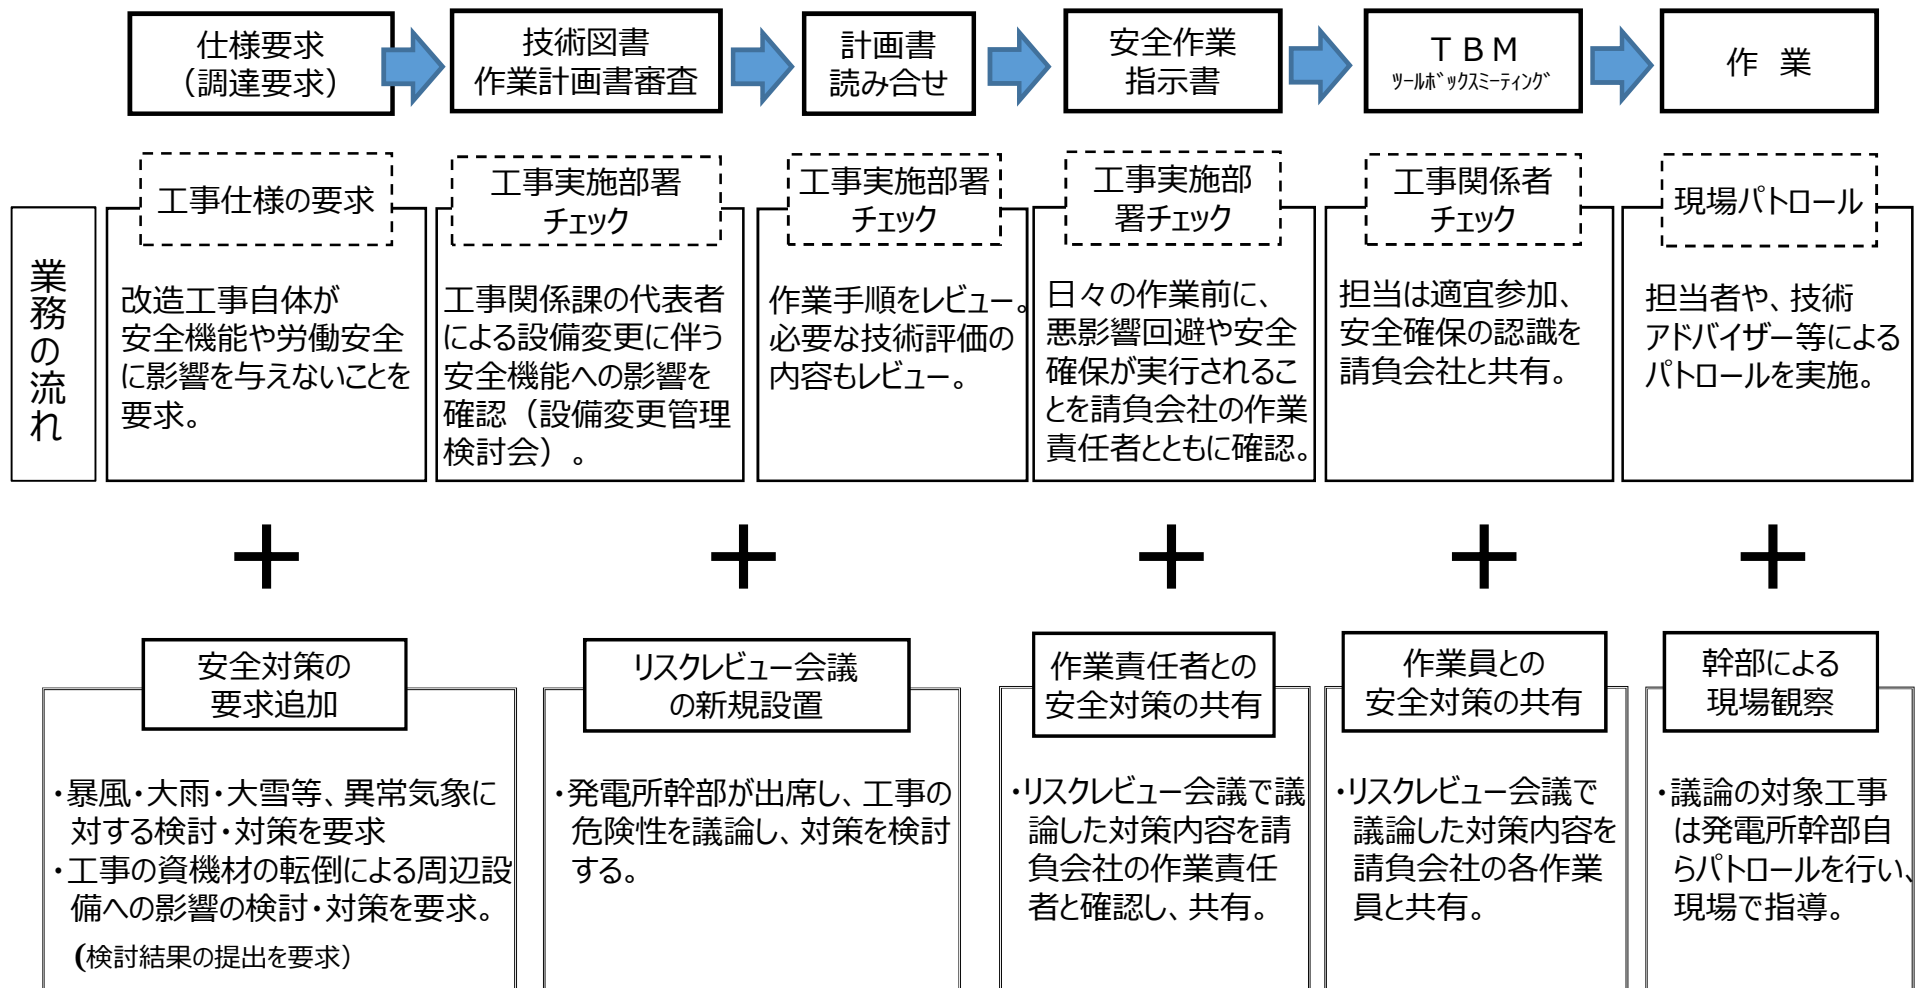 仕様要求
（調達要求）
技術図書
作業計画書審査
計画書
読み合せ
安全作業
指示書
ＴＢＭ
ﾂｰﾙﾎﾞｯｸｽﾐｰﾃｨﾝｸﾞ
作 業
業務の流れ
工事仕様の要求
改造工事自体が
安全機能や労働安全
に影響を与えないことを
要求。
工事実施部署
チェック
工事関係課の代表者
による設備変更に伴う
安全機能への影響を
確認（設備変更管理
検討会）。
工事実施部署
チェック
作業手順をレビュー。
必要な技術評価の
内容もレビュー。
工事実施部
署チェック
日々の作業前に、
悪影響回避や安全
確保が実行されるこ
とを請負会社の作業
責任者とともに確認。
工事関係者
チェック
担当は適宜参加、
安全確保の認識を
請負会社と共有。
現場パトロール
担当者や、技術
アドバイザー等による
パトロールを実施。
＋
＋
＋
＋
＋
安全対策の
要求追加
・暴風・大雨・大雪等、異常気象に
対する検討・対策を要求
・工事の資機材の転倒による周辺設
備への影響の検討・対策を要求。
(検討結果の提出を要求）
リスクレビュー会議
の新規設置
・発電所幹部が出席し、工事の
危険性を議論し、対策を検討
する。
作業責任者との
安全対策の共有
・リスクレビュー会議で議
論した対策内容を請
負会社の作業責任
者と確認し、共有。
作業員との
安全対策の共有
・リスクレビュー会議で
議論した対策内容を
請負会社の各作業
員と共有。
幹部による
現場観察
・議論の対象工事
は発電所幹部自
らパトロールを行い、
現場で指導。